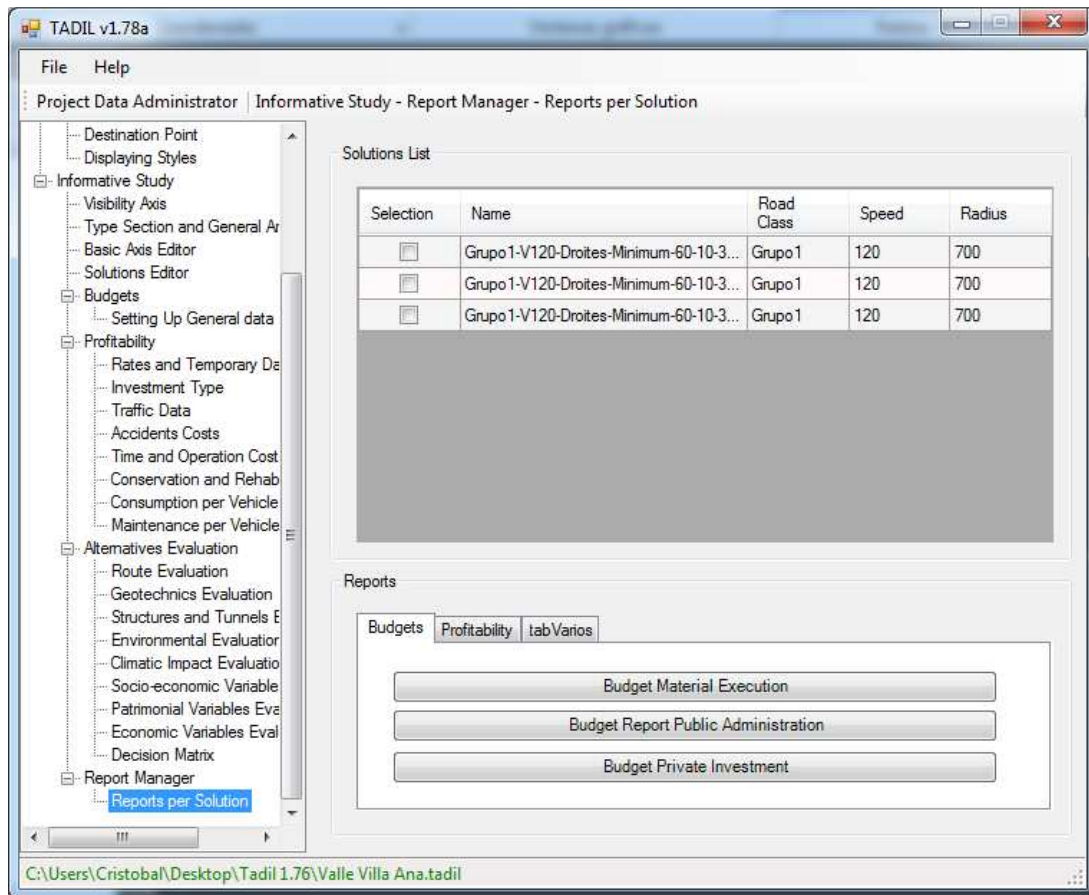 TADIL v1.78a
File Help
Project Data Administrator Informative Study - Report Manager - Reports per Solution
Destination Point
Displaying Styles
Informative Study
Visibility Axis
Type Section and General Ar
Basic Axis Editor
Solutions Editor
Budgets
Setting Up General data
Profitability
Rates and Temporary Da
Investment Type
Traffic Data
Accidents Costs
Time and Operation Cost
Conservation and Rehab
Consumption per Vehicle
Maintenance per Vehicle
Alternatives Evaluation
Route Evaluation
Geotechnics Evaluation
Structures and Tunnels E
Environmental Evaluation
Climatic Impact Evaluatio
Socio-economic Variable
Patrimonial Variables Eva
Economic Variables Eval
Decision Matrix
Report Manager
Reports per Solution
Solutions List
Selection Name Road Class Speed Radius
Grupo1-V120-Droites-Minimum-60-10-3... Grupo1 120 700
Grupo1-V120-Droites-Minimum-60-10-3... Grupo1 120 700
Grupo1-V120-Droites-Minimum-60-10-3... Grupo1 120 700
Reports
Budgets Profitability tabVarios
Budget Material Execution
Budget Report Public Administration
Budget Private Investment
C:\Users\Cristobal\Desktop\Tadil 1.76\Valle Villa Ana.tadil